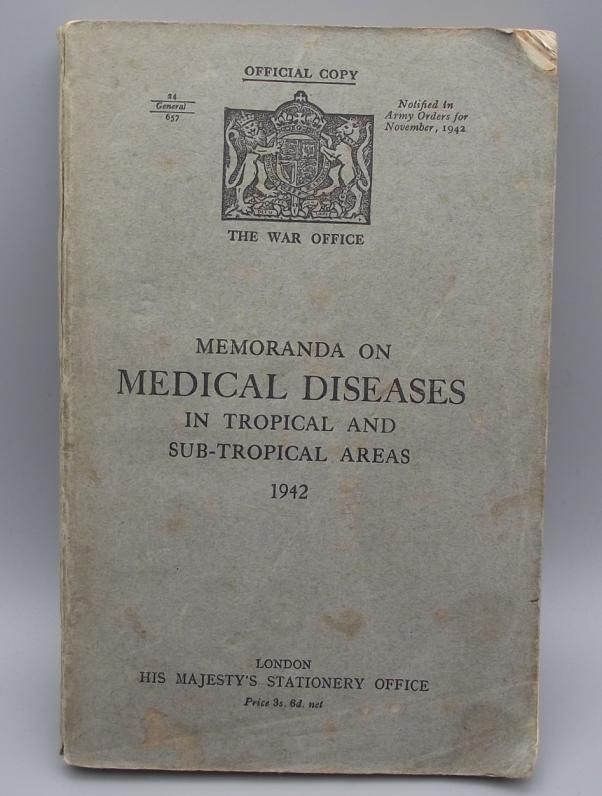 OFFICIAL COPY
24
General
657
Notified in
Army Orders for
November, 1942
THE WAR OFFICE
MEMORANDA ON
MEDICAL DISEASES
IN TROPICAL AND
SUB-TROPICAL AREAS
1942
LONDON
HIS MAJESTY'S STATIONERY OFFICE
Price 3s. 6d. net